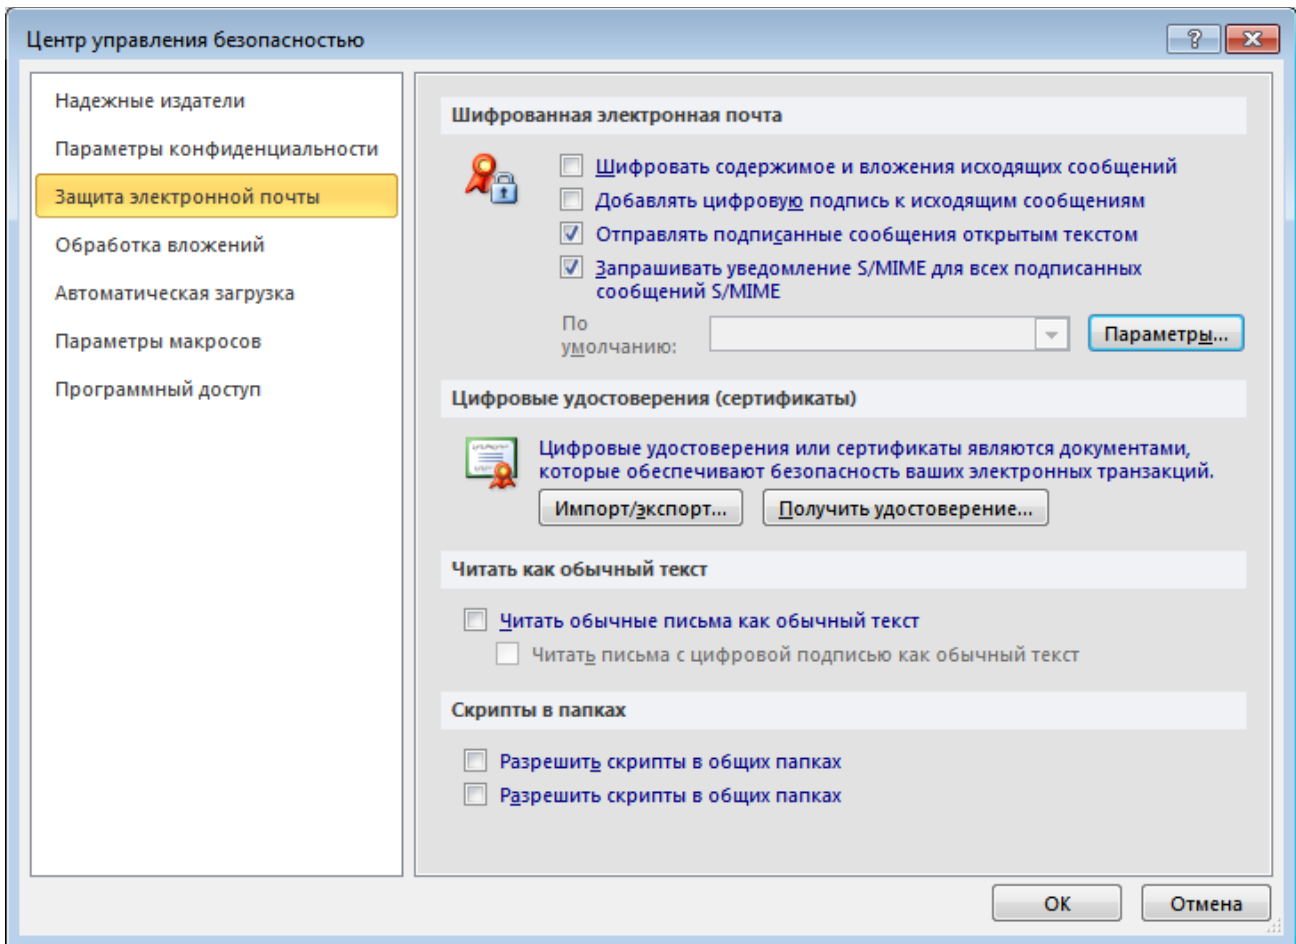 Центр управления безопасностью
Надежные издатели
Параметры конфиденциальности
Защита электронной почты
Обработка вложений
Автоматическая загрузка
Параметры макросов
Программный доступ
Шифрованная электронная почта
Шифровать содержимое и вложения исходящих сообщений
Добавлять цифровую подпись к исходящим сообщениям
Отправлять подписанные сообщения открытым текстом
Запрашивать уведомление S/MIME для всех подписанных
сообщений S/MIME
По
умолчанию:
Параметры...
Цифровые удостоверения (сертификаты)
Цифровые удостоверения или сертификаты являются документами,
которые обеспечивают безопасность ваших электронных транзакций.
Импорт/экспорт...
Получить удостоверение...
Читать как обычный текст
Читать обычные письма как обычный текст
Читать письма с цифровой подписью как обычный текст
Скрипты в папках
Разрешить скрипты в общих папках
Разрешить скрипты в общих папках
ОК
Отмена